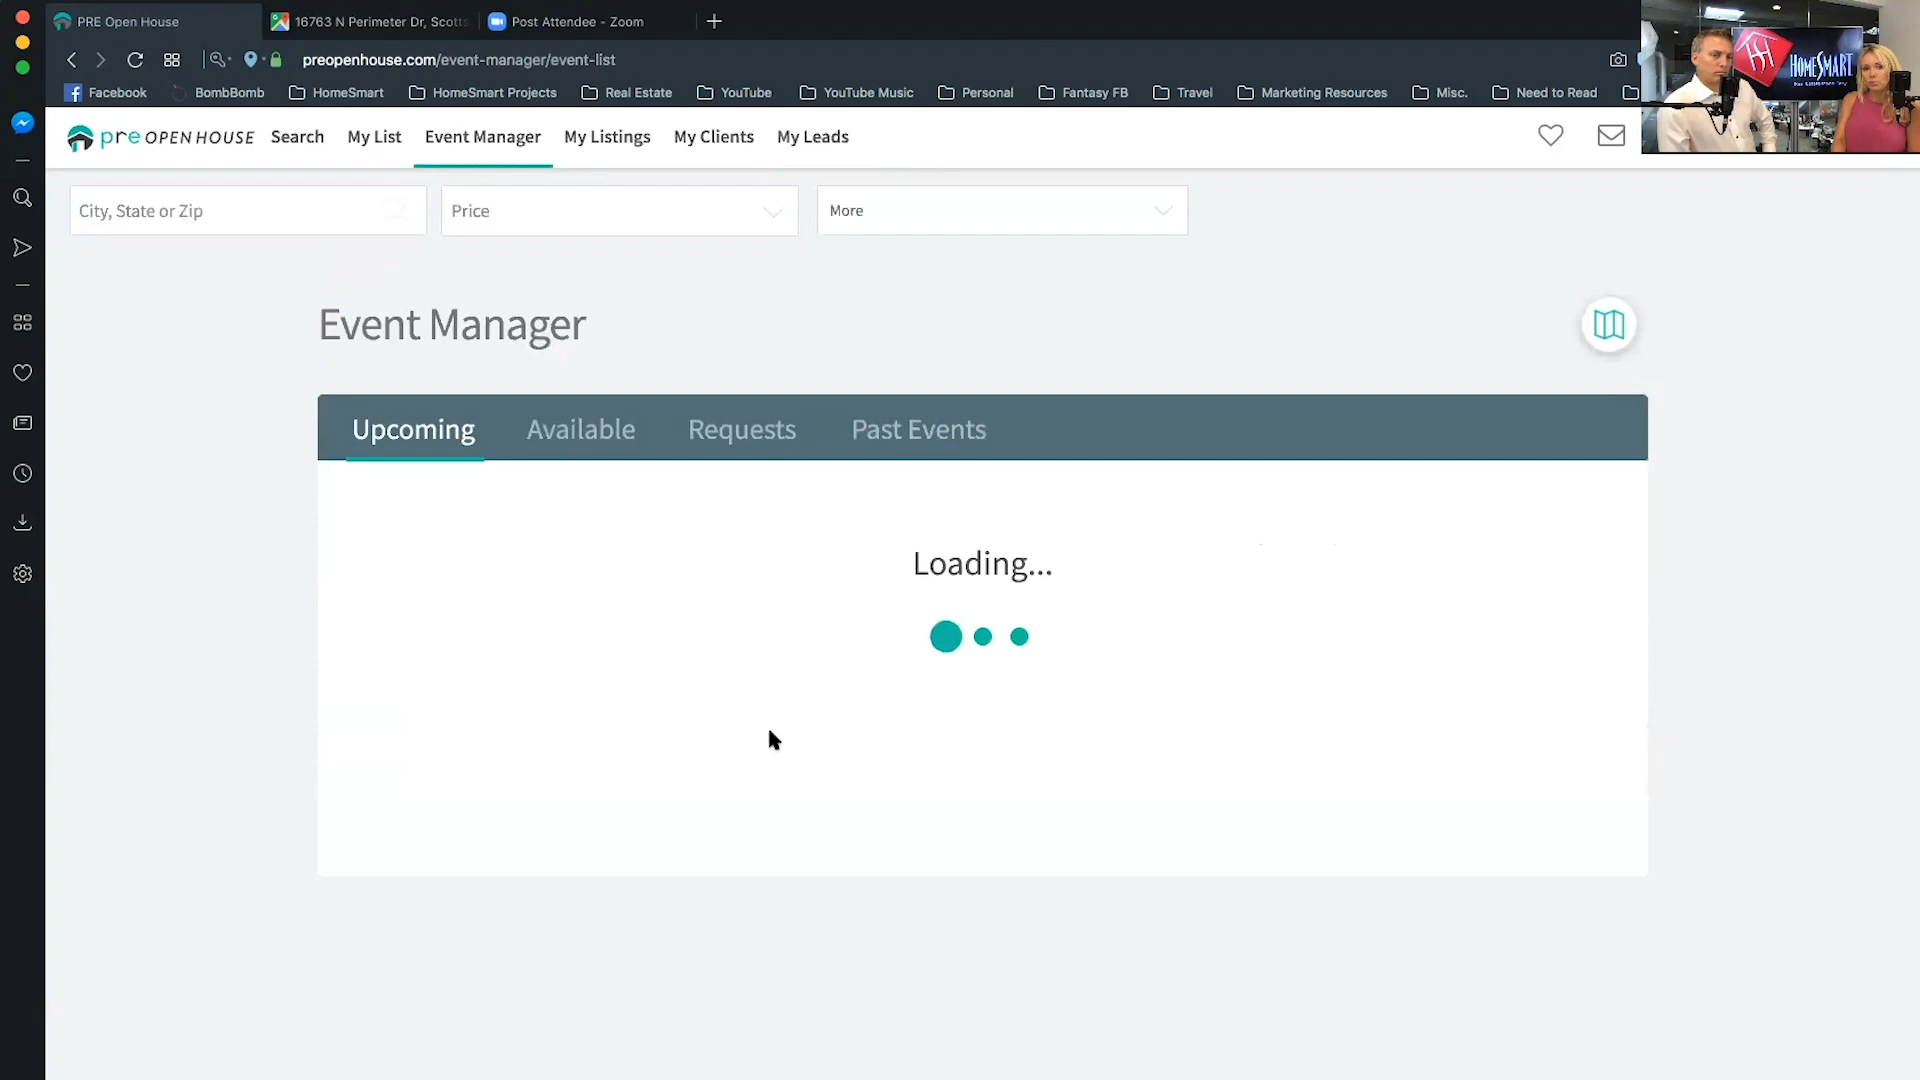 PRE Open House
16763 N Perimeter Dr, Scotts
Post Attendee - Zoom
preopenhouse.com/event-manager/event-list
Facebook
BombBomb
HomeSmart
HomeSmart Projects
Real Estate
YouTube
YouTube Music
Personal
Fantasy FB
Travel
Marketing Resources
Misc.
Need to Read
HOMESMART
pre OPEN HOUSE
Search
My List
Event Manager
My Listings
My Clients
My Leads
City, State or Zip
Price
More
Event Manager
Upcoming
Available
Requests
Past Events
Loading...